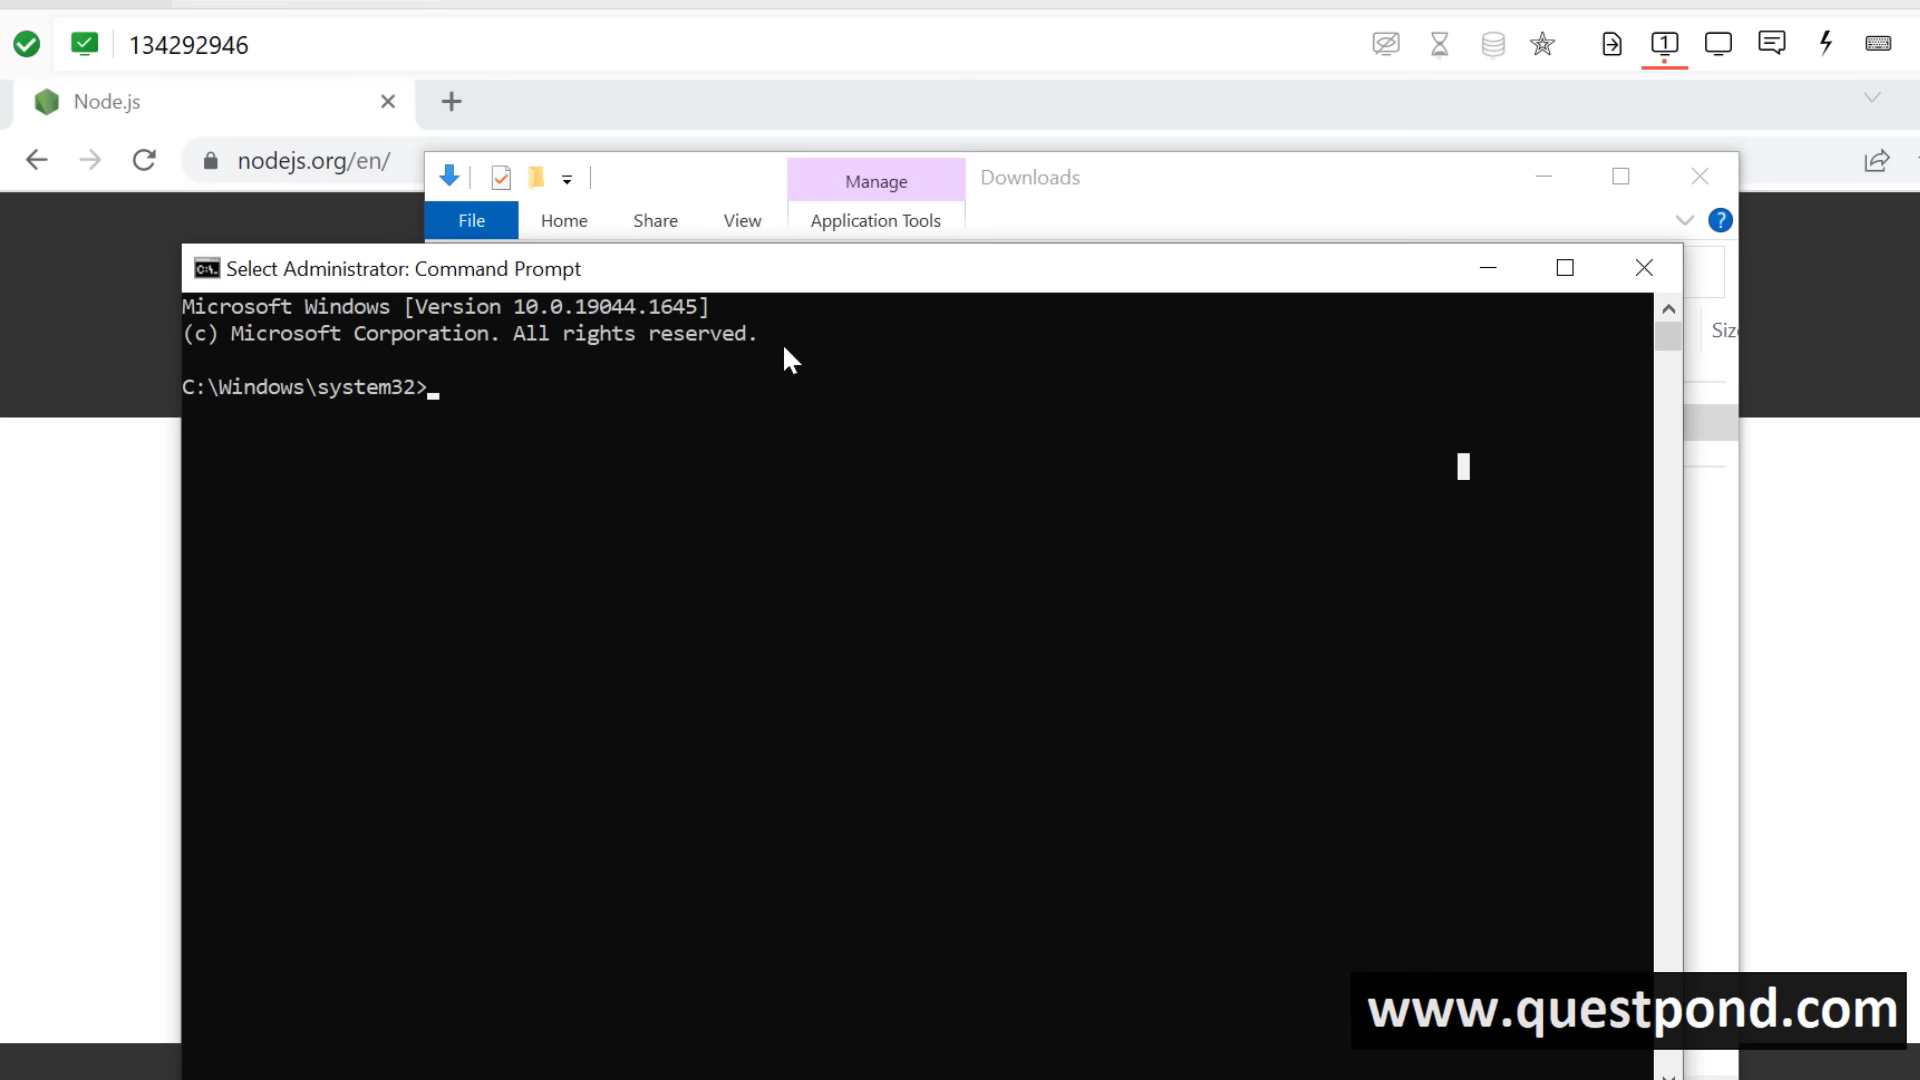 134292946
Node.js
nodejs.org/en/
Manage
Downloads
File
Home
Share
View
Application Tools
?
Select Administrator: Command Prompt
Microsoft Windows [Version 10.0.19044.1645]
(c) Microsoft Corporation. All rights reserved.
C:\Windows\system32>
www.questpond.com